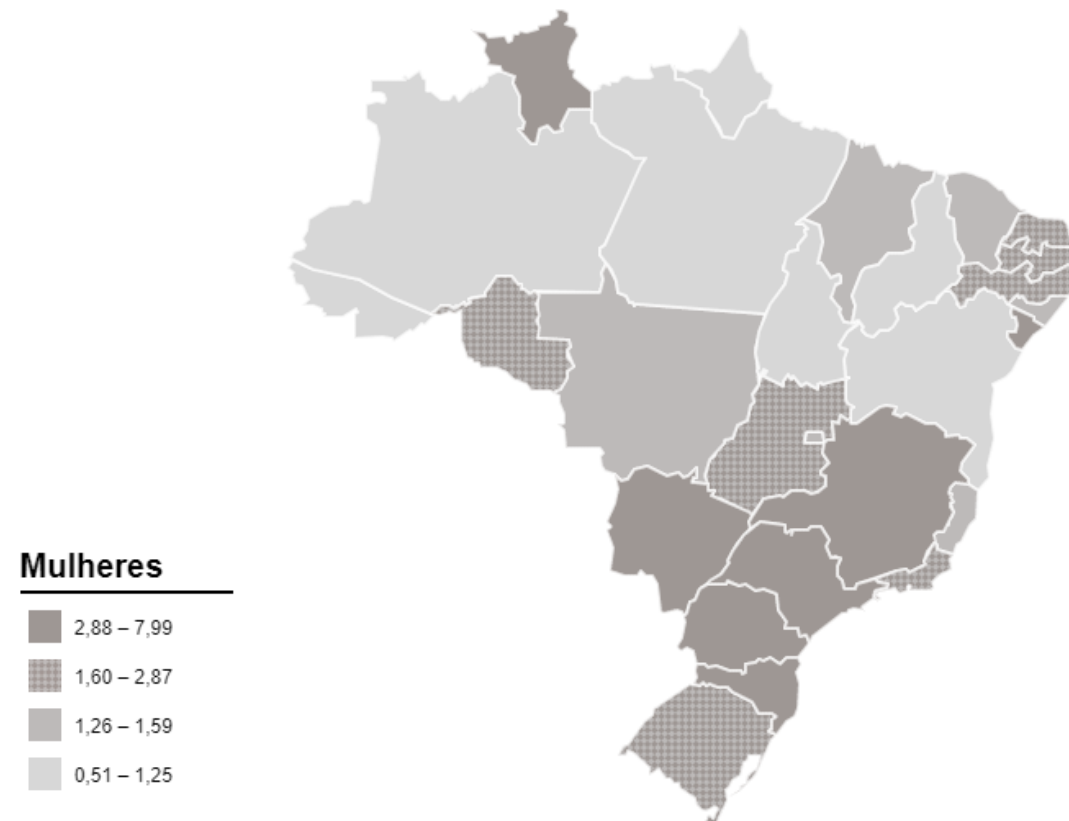 Mulheres
2,88 – 7,99
1,60 – 2,87
1,26 – 1,59
0,51 – 1,25